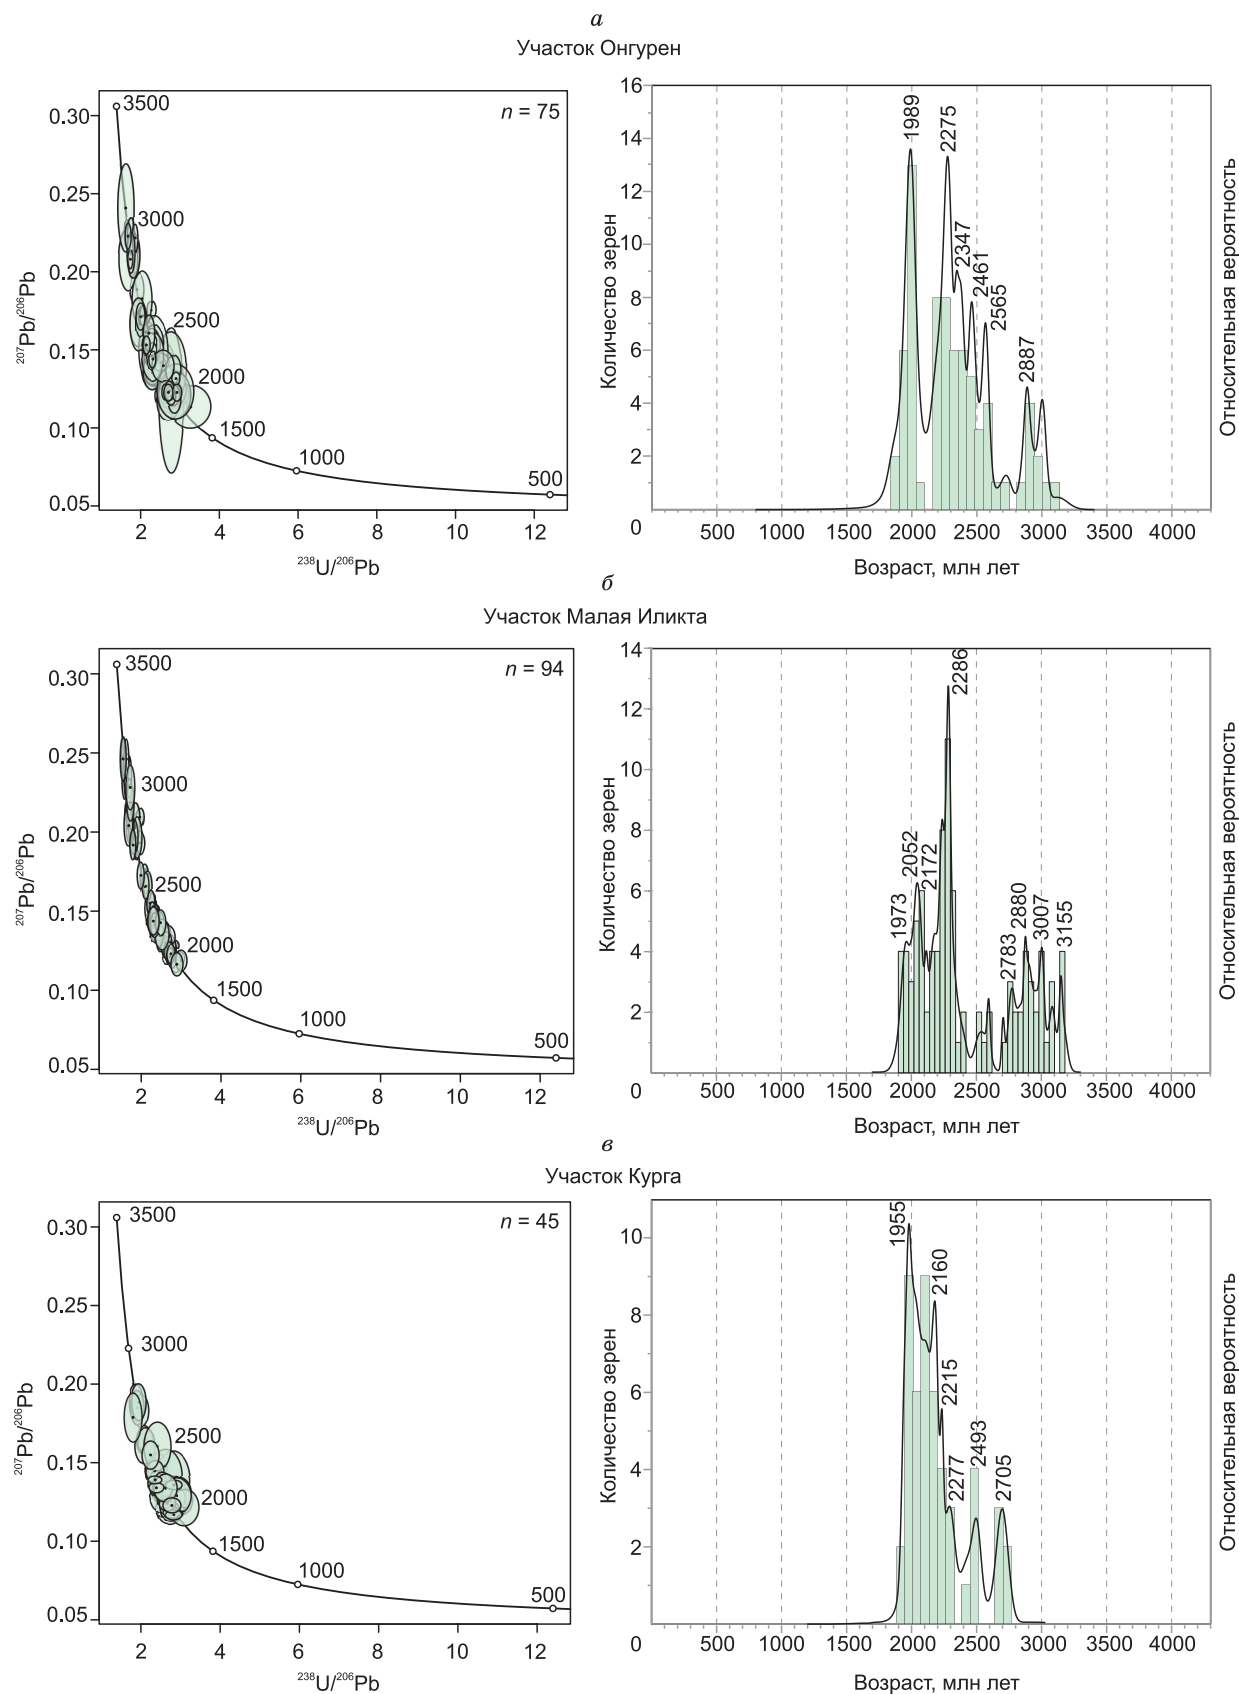 а
Участок Онгурен
n = 75
3500
3000
2500
2000
1500
1000
500
0.30
0.25
0.20
0.15
0.10
0.05
207Pb/206Pb
2 4 6 8 10 12
238U/206Pb
16
14
12
10
8
6
4
2
0
Количество зерен
1989
2275
2347
2461
2565
2887
Относительная вероятность
500 1000 1500 2000 2500 3000 3500 4000
Возраст, млн лет
б
Участок Малая Иликта
n = 94
3500
3000
2500
2000
1500
1000
500
0.30
0.25
0.20
0.15
0.10
0.05
207Pb/206Pb
2 4 6 8 10 12
238U/206Pb
14
12
10
8
6
4
2
0
Количество зерен
1973
2052
2172
2286
2783
2880
3007
3155
Относительная вероятность
500 1000 1500 2000 2500 3000 3500 4000
Возраст, млн лет
в
Участок Курга
n = 45
3500
3000
2500
2000
1500
1000
500
0.30
0.25
0.20
0.15
0.10
0.05
207Pb/206Pb
2 4 6 8 10 12
238U/206Pb
10
8
6
4
2
0
Количество зерен
1955
2160
2215
2277
2493
2705
Относительная вероятность
500 1000 1500 2000 2500 3000 3500 4000
Возраст, млн лет